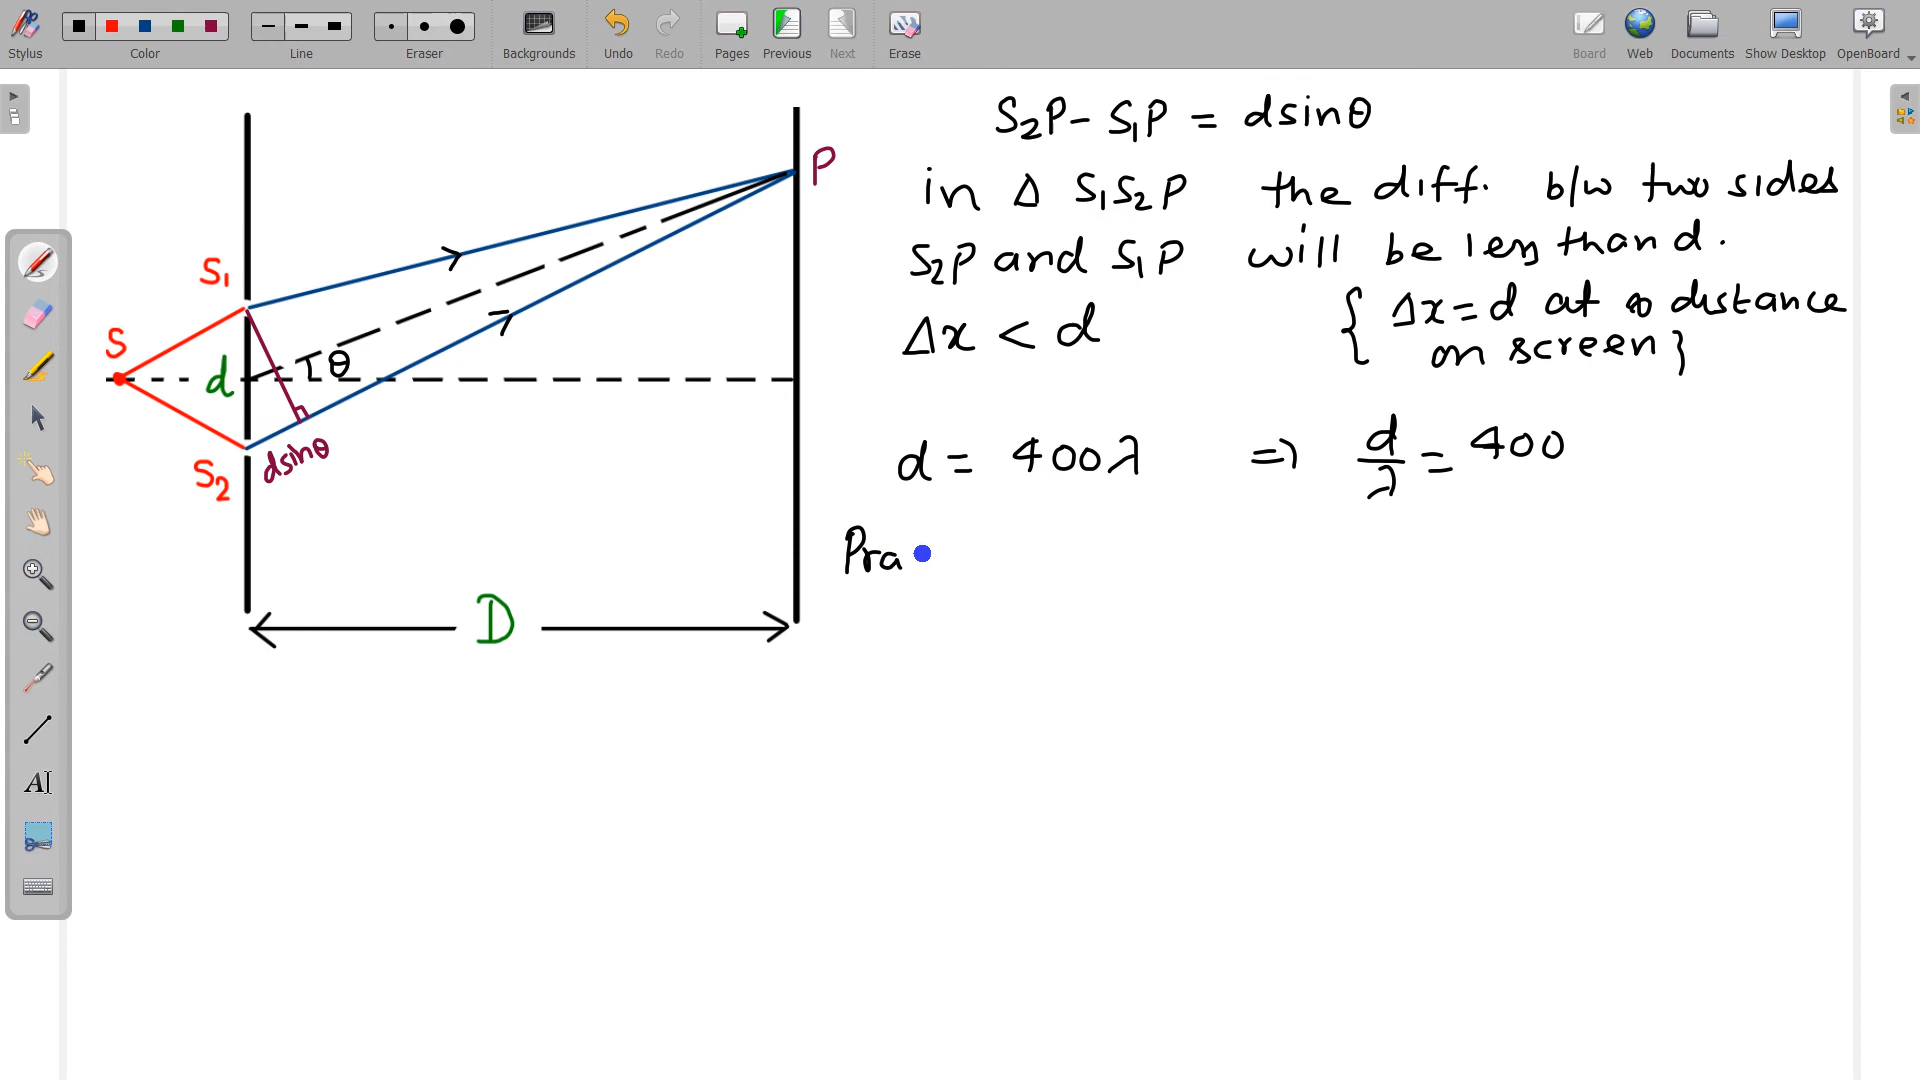 Stylus
Color
Line
Eraser
Backgrounds
Undo
Redo
Pages
Previous
Next
Erase
Board
Web
Documents
Show Desktop
OpenBoard
S₂P - S₁P = dsinθ
in Δ S₁S₂P the diff. b/w two sides
S₂P and S₁P will be less than d.
Δx < d
{ Δx = d at ∞ distance
on screen }
d = 400λ ⇒ d/λ = 400
Pra
P
S₁
S
d
θ
S₂
dsinθ
D
AI